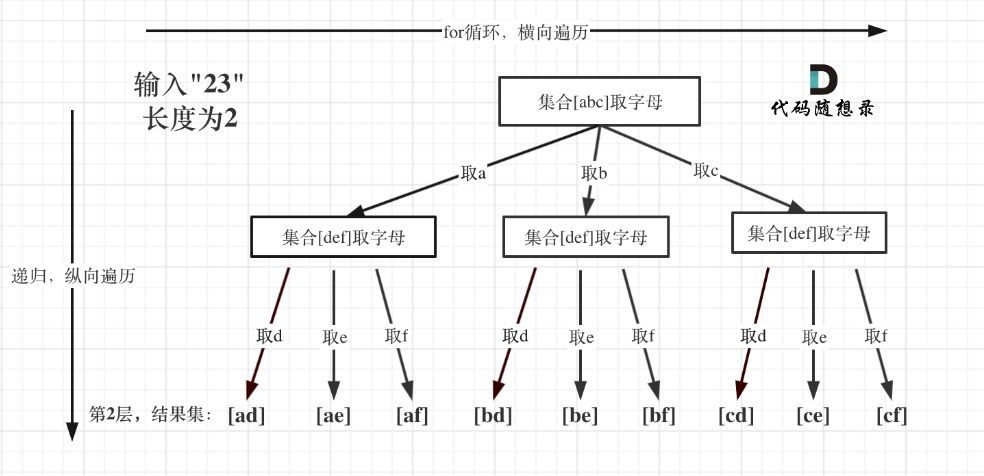 for循环，横向遍历
输入"23"
长度为2
集合[abc]取字母
代码随想录
取a
取b
取c
集合[def]取字母
集合[def]取字母
集合[def]取字母
递归，纵向遍历
取d
取e
取f
取d
取e
取f
取d
取e
取f
第2层，结果集：
[ad]
[ae]
[af]
[bd]
[be]
[bf]
[cd]
[ce]
[cf]